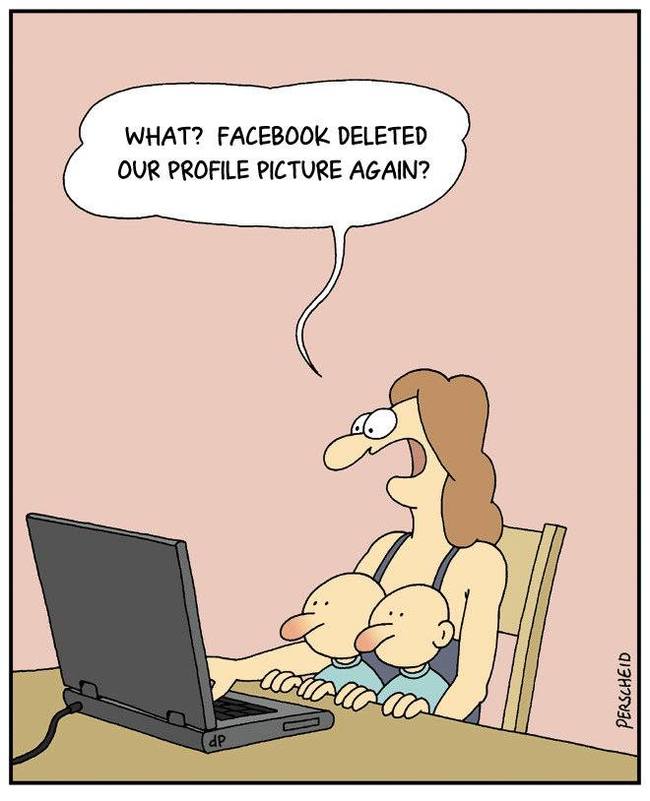 WHAT? FACEBOOK DELETED
OUR PROFILE PICTURE AGAIN?
dP
PERSCHEID